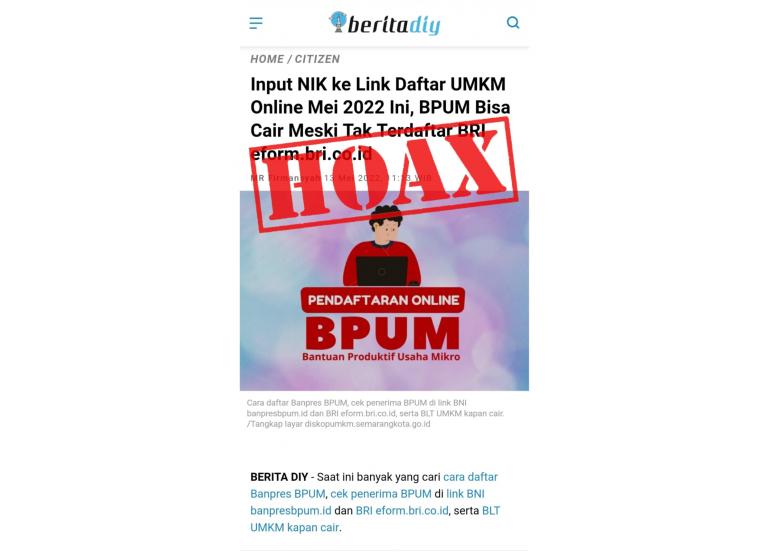 beritadiy
HOME / CITIZEN
Input NIK ke Link Daftar UMKM
Online Mei 2022 Ini, BPUM Bisa
Cair Meski Tak Terdaftar BRI
eform.bri.co.id
HOAX
MR Firmansyah 13 Mei 2022, 11:13 WIB
PENDAFTARAN ONLINE
BPUM
Bantuan Produktif Usaha Mikro
Cara daftar Banpres BPUM, cek penerima BPUM di link BNI
banpresbpum.id dan BRI eform.bri.co.id, serta BLT UMKM kapan cair.
/Tangkap layar diskopumkm.semarangkota.go.id
BERITA DIY - Saat ini banyak yang cari cara daftar
Banpres BPUM, cek penerima BPUM di link BNI
banpresbpum.id dan BRI eform.bri.co.id, serta BLT
UMKM kapan cair.